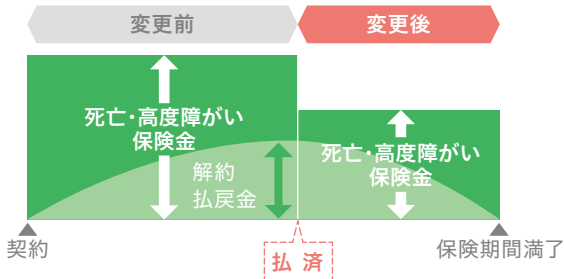 変更前
変更後
死亡・高度障がい
保険金
解約
払戻金
死亡・高度障がい
保険金
契約
払済
保険期間満了